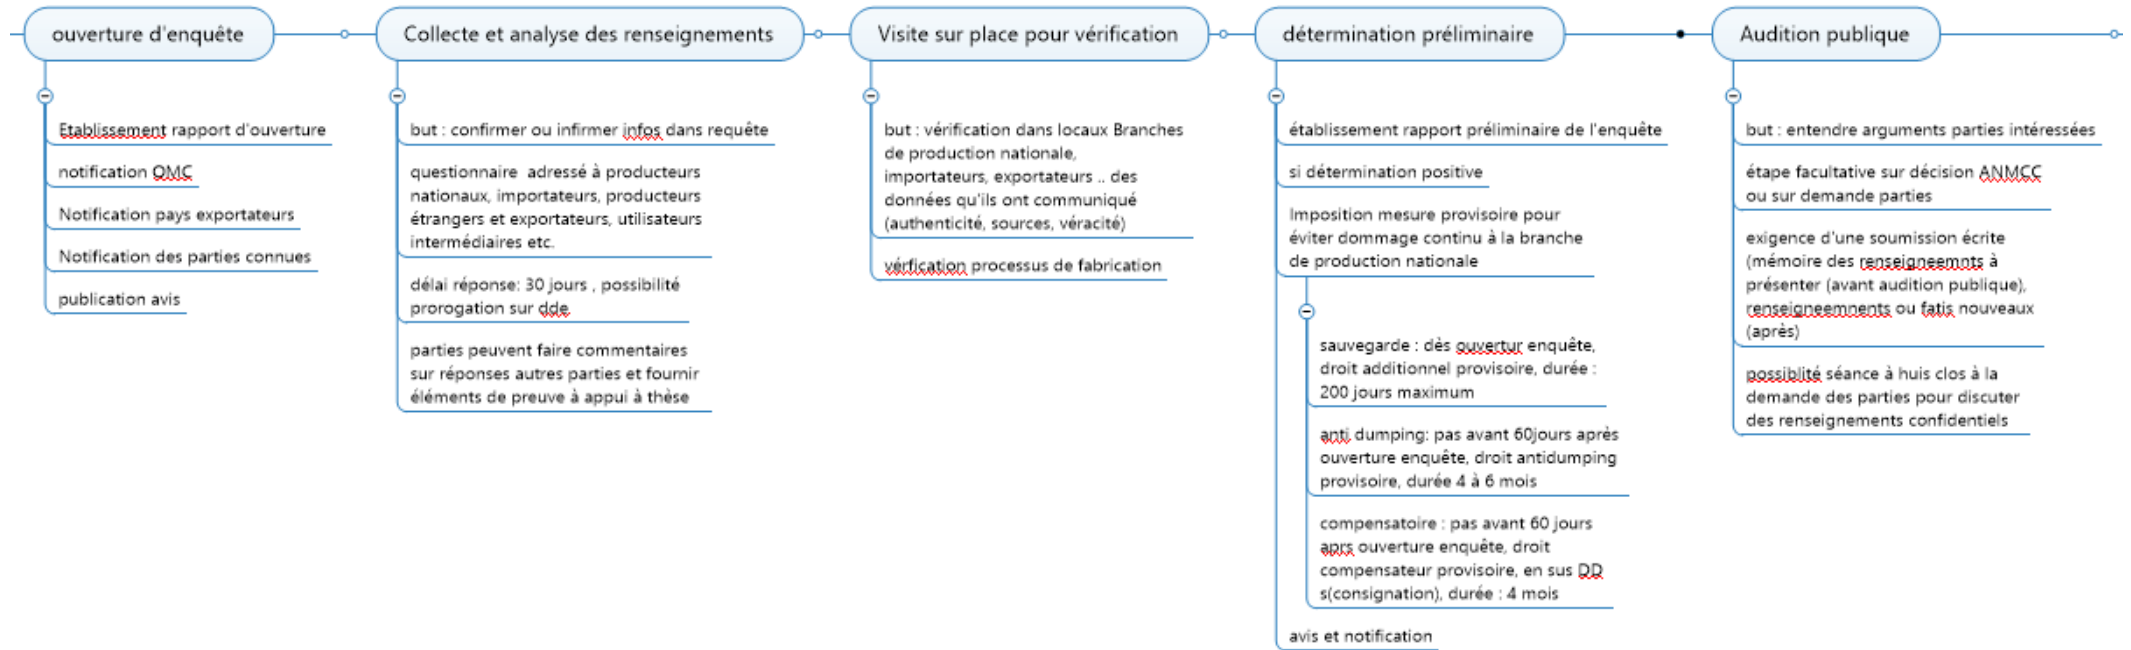 ouverture d'enquête
Etablissement rapport d'ouverture
notification OMC
Notification pays exportateurs
Notification des parties connues
publication avis
Collecte et analyse des renseignements
but : confirmer ou infirmer infos dans requête
questionnaire  adressé à producteurs
nationaux, importateurs, producteurs
étrangers et exportateurs, utilisateurs
intermédiaires etc.
délai réponse: 30 jours , possibilité
prorogation sur dde
parties peuvent faire commentaires
sur réponses autres parties et fournir
éléments de preuve à appui à thèse
Visite sur place pour vérification
but : vérification dans locaux Branches
de production nationale,
importateurs, exportateurs .. des
données qu'ils ont communiqué
(authenticité, sources, véracité)
vérfication processus de fabrication
détermination préliminaire
établissement rapport préliminaire de l'enquête
si détermination positive
Imposition mesure provisoire pour
éviter dommage continu à la branche
de production nationale
sauvegarde : dès ouvertur enquête,
droit additionnel provisoire, durée :
200 jours maximum
anti dumping: pas avant 60jours après
ouverture enquête, droit antidumping
provisoire, durée 4 à 6 mois
compensatoire : pas avant 60 jours
aprs ouverture enquête, droit
compensateur provisoire, en sus DD
s(consignation), durée : 4 mois
avis et notification
Audition publique
but : entendre arguments parties intéressées
étape facultative sur décision ANMCC
ou sur demande parties
exigence d'une soumission écrite
(mémoire des renseigneemnts à
présenter (avant audition publique),
renseigneemnents ou fatis nouveaux
(après)
possiblité séance à huis clos à la
demande des parties pour discuter
des renseignements confidentiels